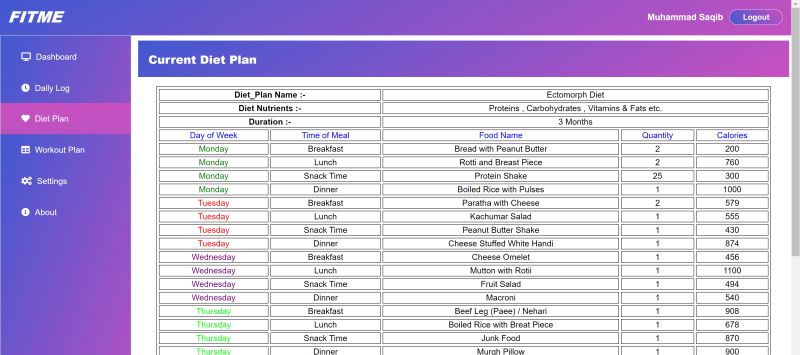 FITME
Muhammad Saqib Logout
Dashboard
Daily Log
Diet Plan
Workout Plan
Settings
About
Current Diet Plan
Diet_Plan Name :- Ectomorph Diet
Diet Nutrients :- Proteins , Carbohydrates , Vitamins & Fats etc.
Duration :- 3 Months
Day of Week Time of Meal Food Name Quantity Calories
Monday Breakfast Bread with Peanut Butter 2 200
Monday Lunch Rotti and Breast Piece 2 760
Monday Snack Time Protein Shake 25 300
Monday Dinner Boiled Rice with Pulses 1 1000
Tuesday Breakfast Paratha with Cheese 2 579
Tuesday Lunch Kachumar Salad 1 555
Tuesday Snack Time Peanut Butter Shake 1 430
Tuesday Dinner Cheese Stuffed White Handi 1 874
Wednesday Breakfast Cheese Omelet 1 456
Wednesday Lunch Mutton with Rotii 1 1100
Wednesday Snack Time Fruit Salad 1 494
Wednesday Dinner Macroni 1 540
Thursday Breakfast Beef Leg (Paee) / Nehari 1 908
Thursday Lunch Boiled Rice with Breat Piece 1 678
Thursday Snack Time Junk Food 1 870
Thursday Dinner Murgh Pillow 1 900